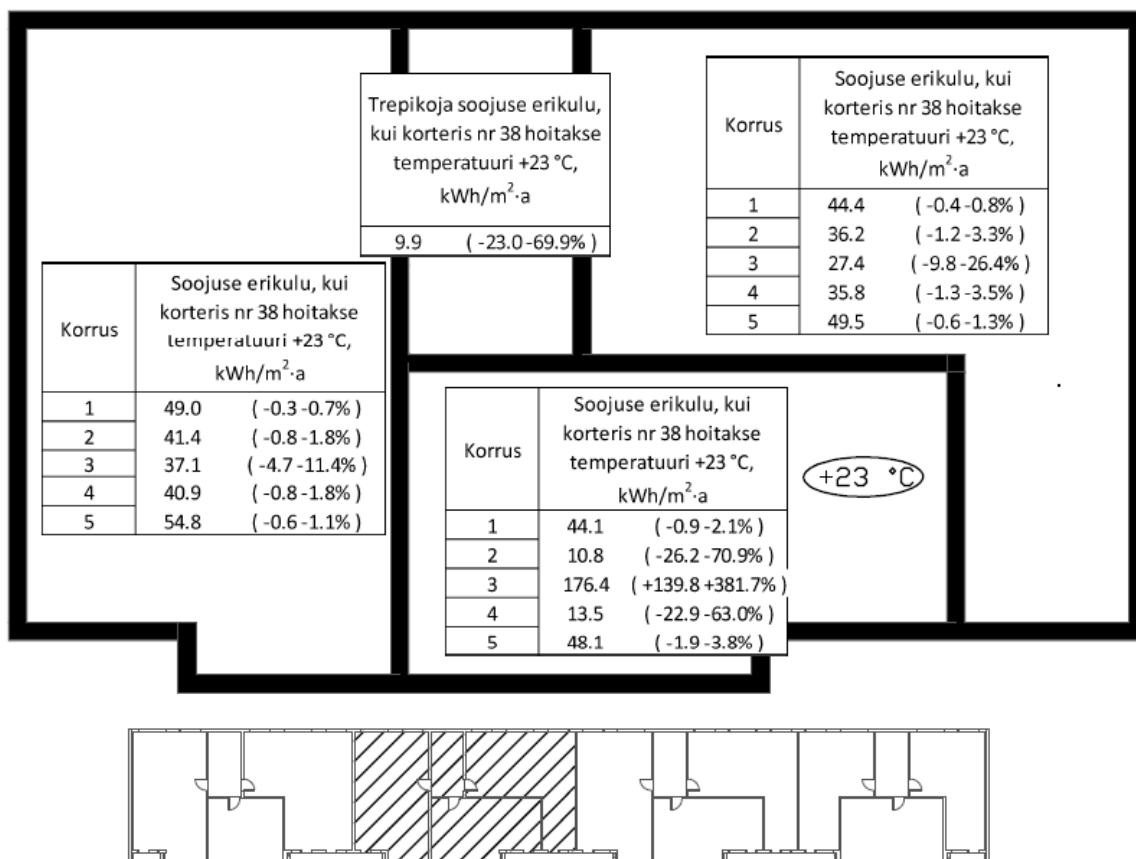 Trepikoja soojuse erikulu,
kui korteris nr 38 hoitakse
temperatuuri +23 °C,
kWh/m²·a
9.9 ( -23.0 -69.9% )
Korrus
Soojuse erikulu, kui
korteris nr 38 hoitakse
temperatuuri +23 °C,
kWh/m²·a
1 44.4 ( -0.4 -0.8% )
2 36.2 ( -1.2 -3.3% )
3 27.4 ( -9.8 -26.4% )
4 35.8 ( -1.3 -3.5% )
5 49.5 ( -0.6 -1.3% )
Korrus
Soojuse erikulu, kui
korteris nr 38 hoitakse
temperatuuri +23 °C,
kWh/m²·a
1 49.0 ( -0.3 -0.7% )
2 41.4 ( -0.8 -1.8% )
3 37.1 ( -4.7 -11.4% )
4 40.9 ( -0.8 -1.8% )
5 54.8 ( -0.6 -1.1% )
Korrus
Soojuse erikulu, kui
korteris nr 38 hoitakse
temperatuuri +23 °C,
kWh/m²·a
1 44.1 ( -0.9 -2.1% )
2 10.8 ( -26.2 -70.9% )
3 176.4 ( +139.8 +381.7% )
4 13.5 ( -22.9 -63.0% )
5 48.1 ( -1.9 -3.8% )
+23 °C